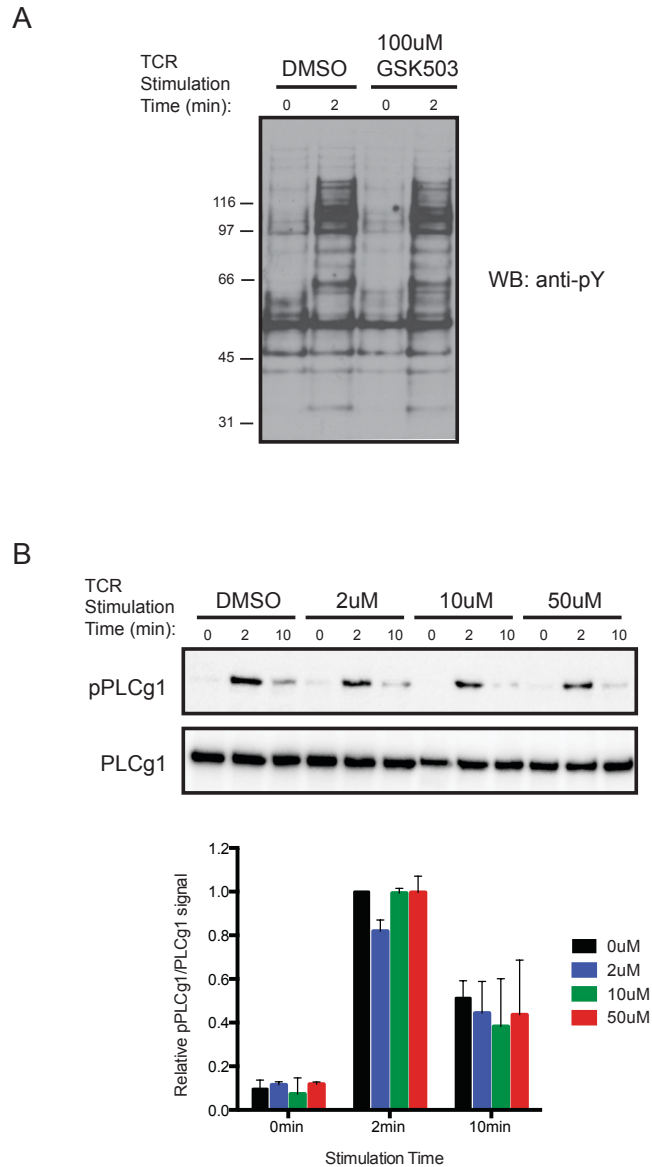 A
TCR
Stimulation
Time (min):
DMSO
100uM
GSK503
0 2 0 2
116
97
66
45
31
WB: anti-pY
B
TCR
Stimulation
Time (min):
DMSO 2uM 10uM 50uM
0 2 10 0 2 10 0 2 10 0 2 10
pPLCg1
PLCg1
Relative pPLCg1/PLCg1 signal
1.2
1.0
0.8
0.6
0.4
0.2
0.0
0min 2min 10min
Stimulation Time
0uM
2uM
10uM
50uM